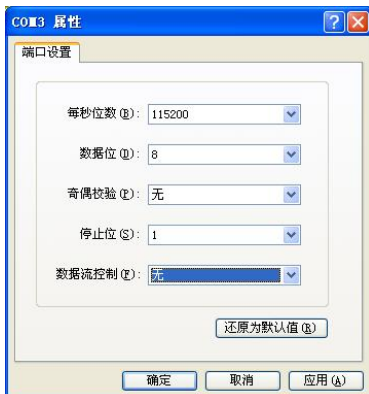 COM3 属性
端口设置
每秒位数(B): 115200
数据位(D): 8
奇偶校验(P): 无
停止位(S): 1
数据流控制(F): 无
还原为默认值(R)
确定 取消 应用(A)